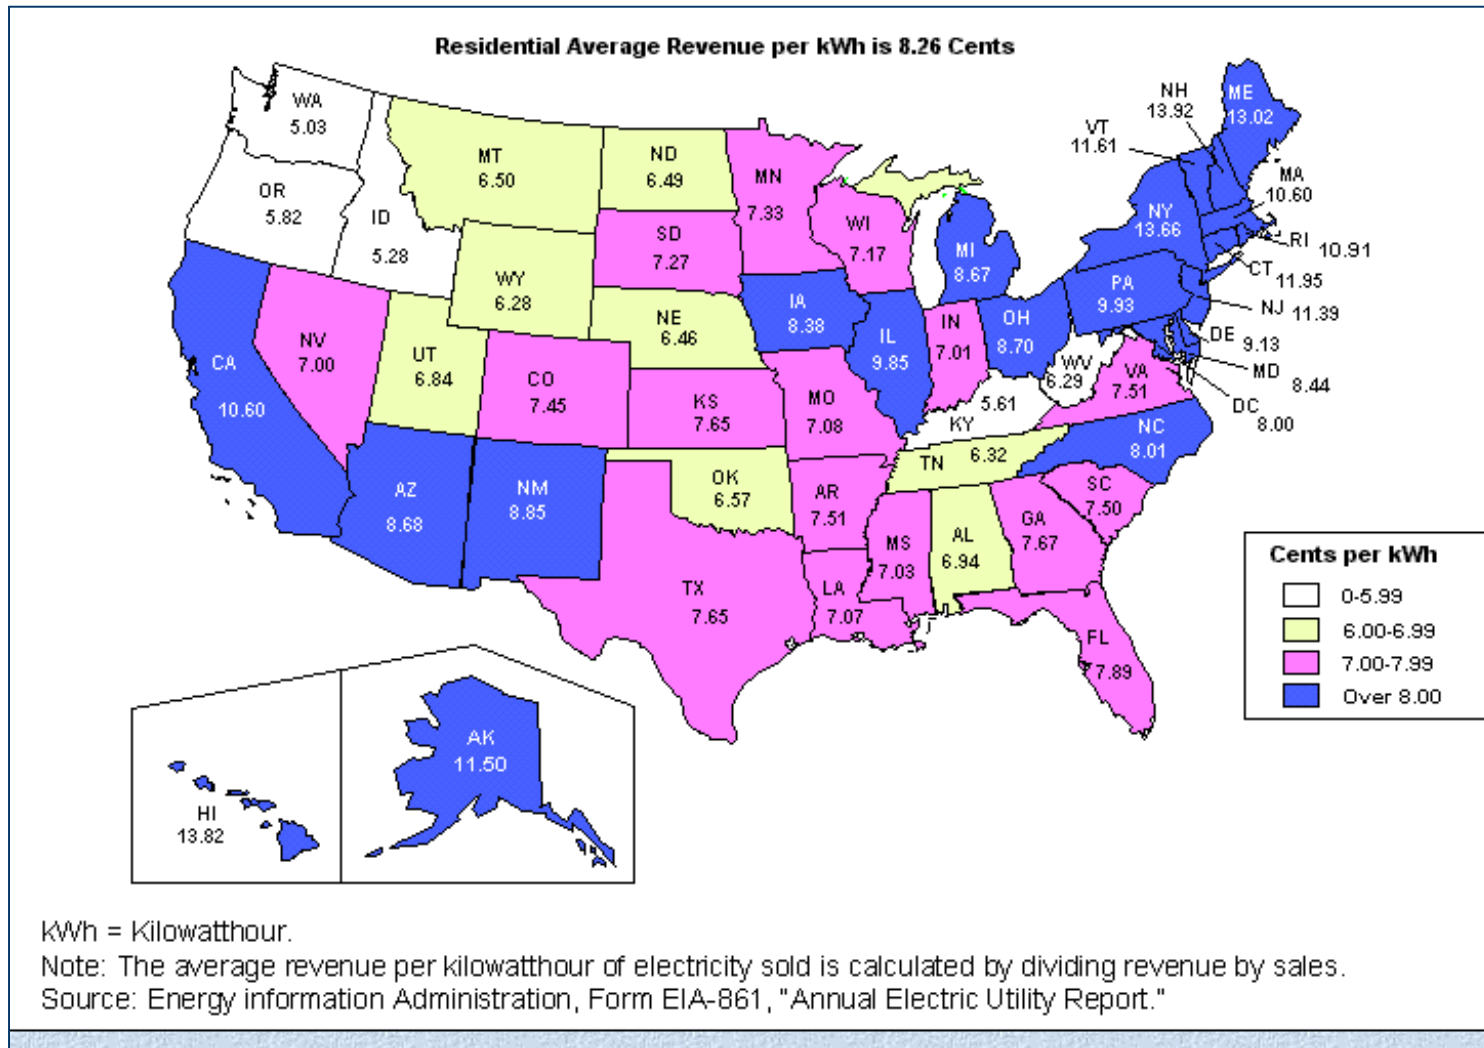 Residential Average Revenue per kWh is 8.26 Cents
WA
5.03
OR
5.82
ID
5.28
MT
6.50
ND
6.49
MN
7.33
WI
7.17
SD
7.27
WY
6.28
NE
6.46
IA
8.38
MI
8.67
NH
13.92
ME
13.02
VT
11.61
MA
10.60
NY
13.66
RI
10.91
CT
11.95
PA
9.93
NJ
11.39
DE
9.13
MD
8.44
DC
8.00
CA
10.60
NV
7.00
UT
6.84
CO
7.45
KS
7.65
MO
7.08
IL
9.85
IN
7.01
OH
8.70
WV
6.29
VA
7.51
5.61
KY
NC
8.01
TN
6.32
SC
7.50
AZ
8.68
NM
8.85
OK
6.57
AR
7.51
MS
7.03
AL
6.94
GA
7.67
TX
7.65
LA
7.07
FL
7.89
Cents per kWh
0-5.99
6.00-6.99
7.00-7.99
Over 8.00
HI
13.82
AK
11.50
kWh = Kilowatthour.
Note: The average revenue per kilowatthour of electricity sold is calculated by dividing revenue by sales.
Source: Energy information Administration, Form EIA-861, "Annual Electric Utility Report."